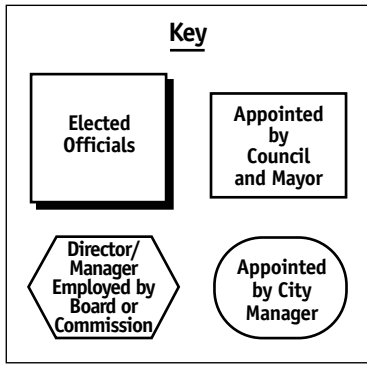 Key
Elected
Officials
Appointed
by
Council
and Mayor
Director/
Manager
Employed by
Board or
Commission
Appointed
by City
Manager